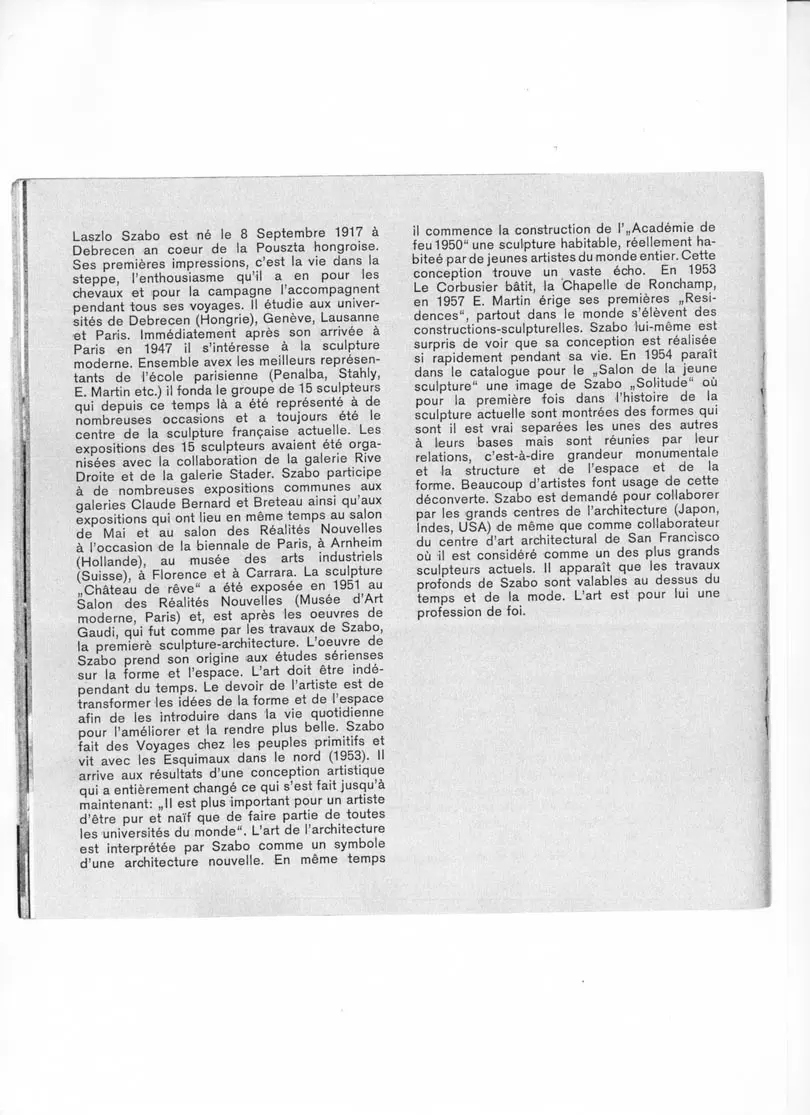 Laszlo Szabo est né le 8 Septembre 1917 à
Debrecen an coeur de la Pouszta hongroise.
Ses premières impressions, c'est la vie dans la
steppe, l'enthousiasme qu'il a en pour les
chevaux et pour la campagne l'accompagnent
pendant tous ses voyages. Il étudie aux univer-
sités de Debrecen (Hongrie), Genève, Lausanne
et Paris. Immédiatement après son arrivée à
Paris en 1947 il s'intéresse à la sculpture
moderne. Ensemble avex les meilleurs représen-
tants de l'école parisienne (Penalba, Stahly,
E. Martin etc.) il fonda le groupe de 15 sculpteurs
qui depuis ce temps là a été représenté à de
nombreuses occasions et a toujours été le
centre de la sculpture française actuelle. Les
expositions des 15 sculpteurs avaient été orga-
nisées avec la collaboration de la galerie Rive
Droite et de la galerie Stader. Szabo participe
à de nombreuses expositions communes aux
galeries Claude Bernard et Breteau ainsi qu'aux
expositions qui ont lieu en même temps au salon
de Mai et au salon des Réalités Nouvelles
à l'occasion de la biennale de Paris, à Arnheim
(Hollande), au musée des arts industriels
(Suisse), à Florence et à Carrara. La sculpture
„Château de rêve“ a été exposée en 1951 au
Salon des Réalités Nouvelles (Musée d'Art
moderne, Paris) et, est après les oeuvres de
Gaudi, qui fut comme par les travaux de Szabo,
la premierè sculpture-architecture. L'oeuvre de
Szabo prend son origine aux études sérienses
sur la forme et l'espace. L'art doit être indé-
pendant du temps. Le devoir de l'artiste est de
transformer les idées de la forme et de l'espace
afin de les introduire dans la vie quotidienne
pour l'améliorer et la rendre plus belle. Szabo
fait des Voyages chez les peuples primitifs et
vit avec les Esquimaux dans le nord (1953). Il
arrive aux résultats d'une conception artistique
qui a entièrement changé ce qui s'est fait jusqu'à
maintenant: „Il est plus important pour un artiste
d'être pur et naïf que de faire partie de toutes
les universités du monde“. L'art de l'architecture
est interprétée par Szabo comme un symbole
d'une architecture nouvelle. En même temps
il commence la construction de l'„Académie de
feu 1950“ une sculpture habitable, réellement ha-
biteé par de jeunes artistes du monde entier. Cette
conception trouve un vaste écho. En 1953
Le Corbusier bâtit, la Chapelle de Ronchamp,
en 1957 E. Martin érige ses premières „Resi-
dences“, partout dans le monde s'élèvent des
constructions-sculpturelles. Szabo lui-même est
surpris de voir que sa conception est réalisée
si rapidement pendant sa vie. En 1954 paraît
dans le catalogue pour le „Salon de la jeune
sculpture“ une image de Szabo „Solitude“ où
pour la première fois dans l'histoire de la
sculpture actuelle sont montrées des formes qui
sont il est vrai separées les unes des autres
à leurs bases mais sont réunies par leur
relations, c'est-à-dire grandeur monumentale
et la structure et de l'espace et de la
forme. Beaucoup d'artistes font usage de cette
déconverte. Szabo est demandé pour collaborer
par les grands centres de l'architecture (Japon,
Indes, USA) de même que comme collaborateur
du centre d'art architectural de San Francisco
où il est considéré comme un des plus grands
sculpteurs actuels. Il apparaît que les travaux
profonds de Szabo sont valables au dessus du
temps et de la mode. L'art est pour lui une
profession de foi.